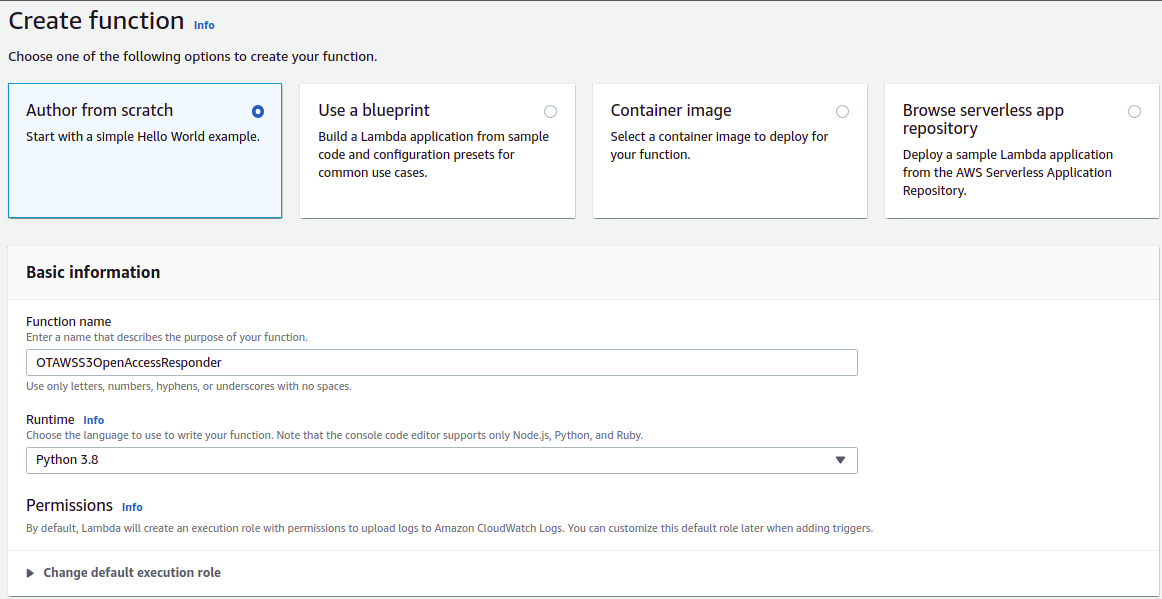 Create function Info
Choose one of the following options to create your function.
Author from scratch
Start with a simple Hello World example.
Use a blueprint
Build a Lambda application from sample
code and configuration presets for
common use cases.
Container image
Select a container image to deploy for
your function.
Browse serverless app
repository
Deploy a sample Lambda application
from the AWS Serverless Application
Repository.
Basic information
Function name
Enter a name that describes the purpose of your function.
OTAWSS3OpenAccessResponder
Use only letters, numbers, hyphens, or underscores with no spaces.
Runtime Info
Choose the language to use to write your function. Note that the console code editor supports only Node.js, Python, and Ruby.
Python 3.8
Permissions Info
By default, Lambda will create an execution role with permissions to upload logs to Amazon CloudWatch Logs. You can customize this default role later when adding triggers.
Change default execution role